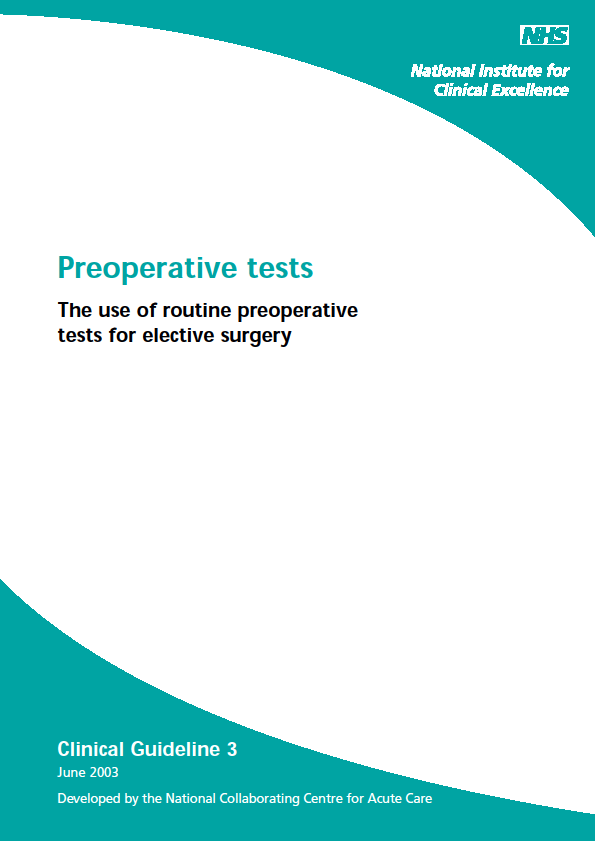 NHS
National Institute for
Clinical Excellence
Preoperative tests
The use of routine preoperative
tests for elective surgery
Clinical Guideline 3
June 2003
Developed by the National Collaborating Centre for Acute Care